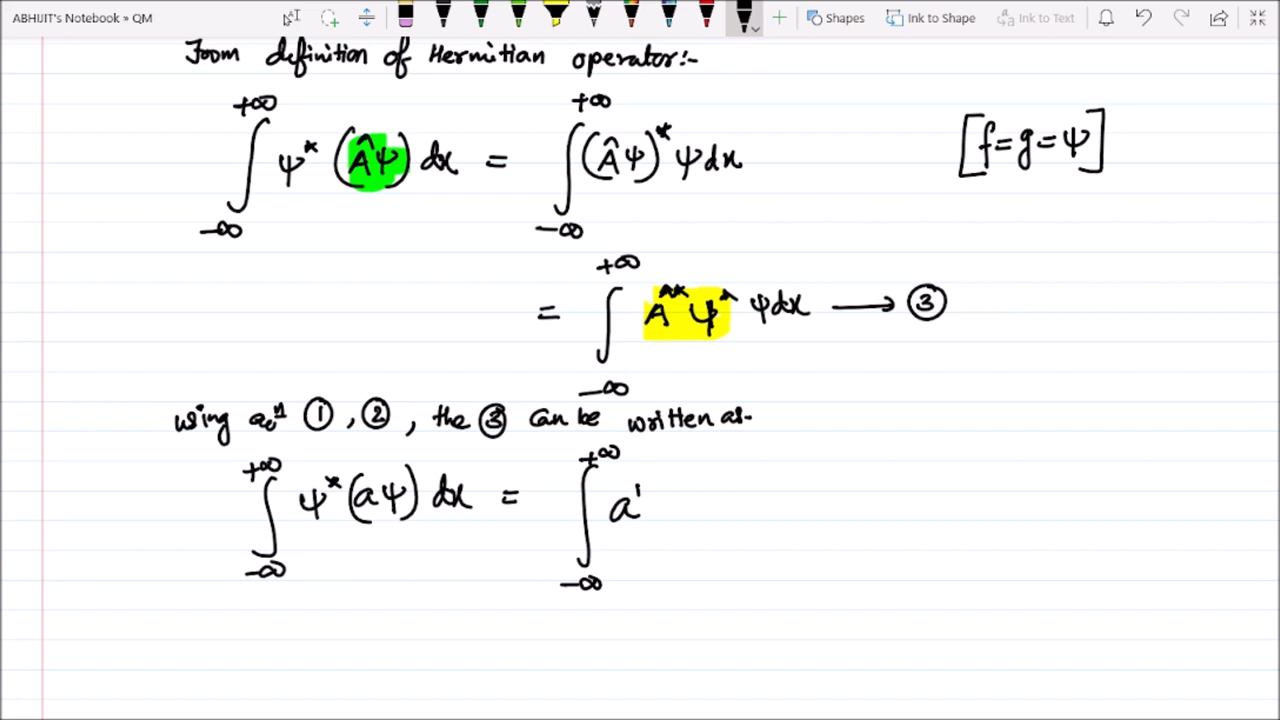 ABHIJIT's Notebook » QM Shapes Ink to Shape Ink to Text
From definition of Hermitian operator:-
+∞ +∞
∫ ψ* (Âψ) dx = ∫ (Âψ)* ψ dx [f=g=ψ]
-∞ -∞
+∞
= ∫ Â* ψ* ψ dx ⟶ ③
-∞
using eqⁿ ①, ②, the ③ can be written as-
+∞ +∞
∫ ψ* (aψ) dx = ∫ a'
-∞ -∞